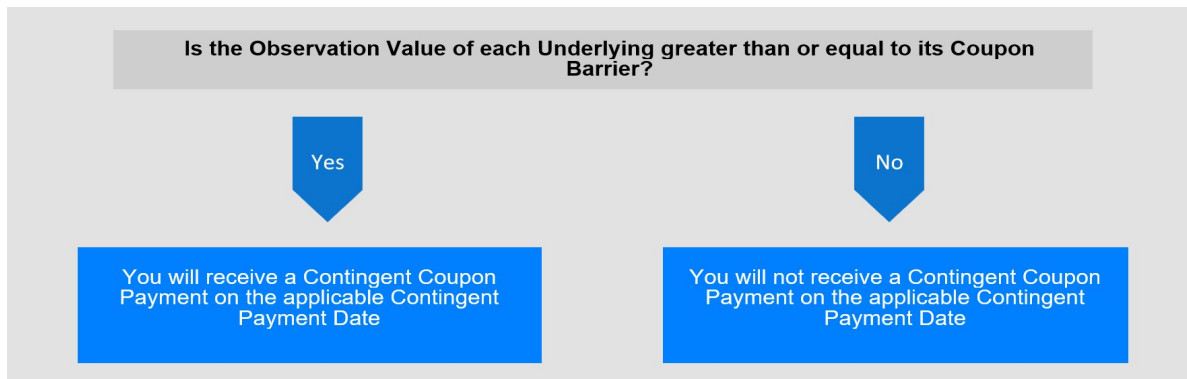 Is the Observation Value of each Underlying greater than or equal to its Coupon
Barrier?
Yes
No
You will receive a Contingent Coupon
Payment on the applicable Contingent
Payment Date
You will not receive a Contingent Coupon
Payment on the applicable Contingent
Payment Date